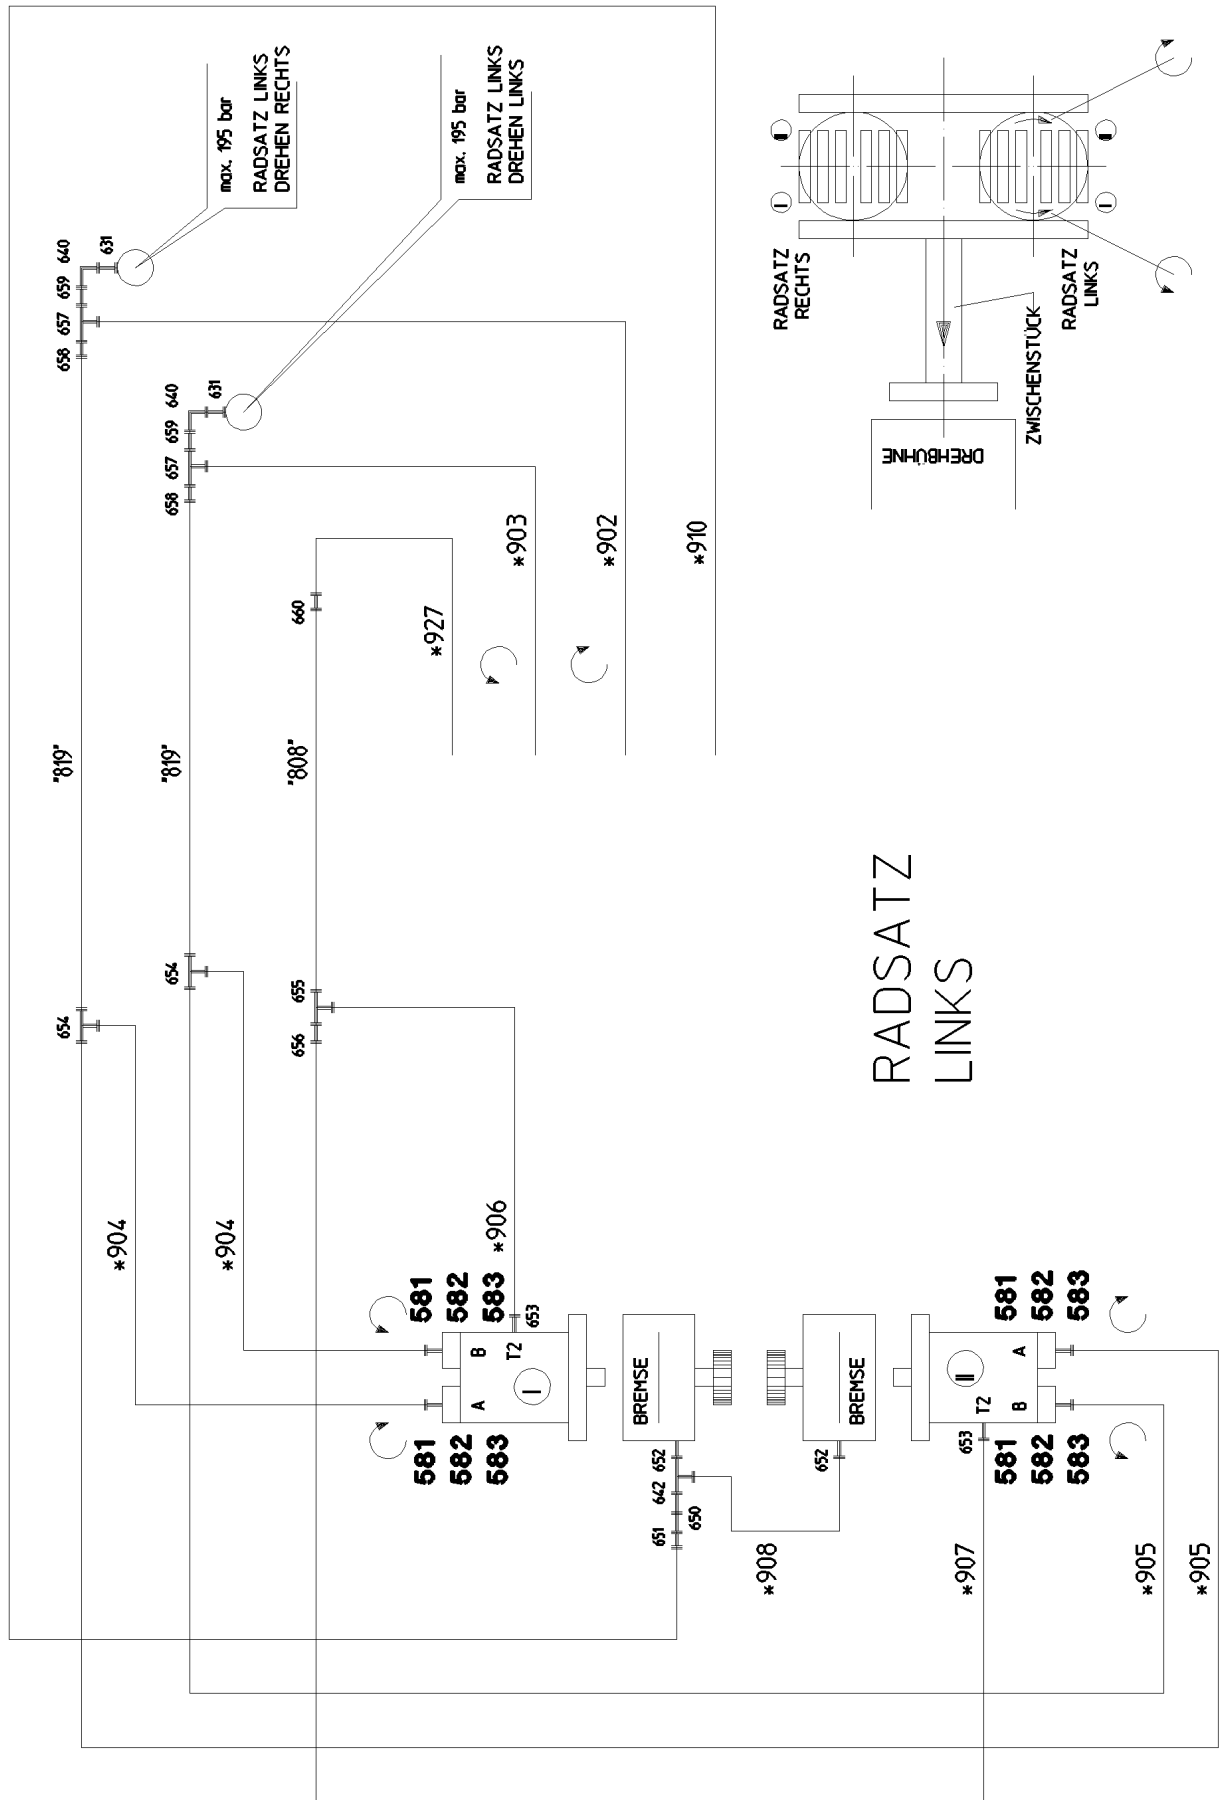 max. 195 bar
RADSATZ LINKS
DREHEN RECHTS
max. 195 bar
RADSATZ LINKS
DREHEN LINKS
640
631
659
657
658
640
631
659
657
658
660
*927
*903
*902
*910
"819"
"819"
"808"
654
654
655
656
*904
*904
*906
581
582
583
581
582
583
A
B
T2
653
I
BREMSE
652
642
650
651
BREMSE
652
*908
653
T2
II
A
B
581
582
583
581
582
583
*907
*905
*905
RADSATZ
LINKS
RADSATZ
RECHTS
I
II
RADSATZ
LINKS
I
II
ZWISCHENSTÜCK
DREHBÜHNE